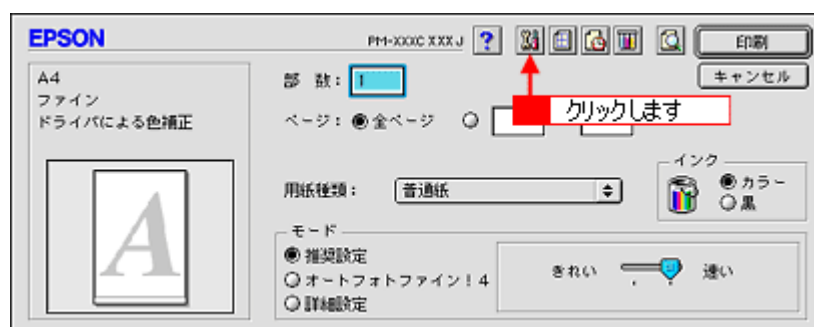 EPSON
PM-XXXC XXX J ? 印刷
A4
ファイン
ドライバによる色補正
部 数： 1
キャンセル
クリックします
ページ： 全ページ
用紙種類： 普通紙
インク
カラー
黒
モード
推奨設定
オートフォトファイン！4
詳細設定
きれい 速い
A